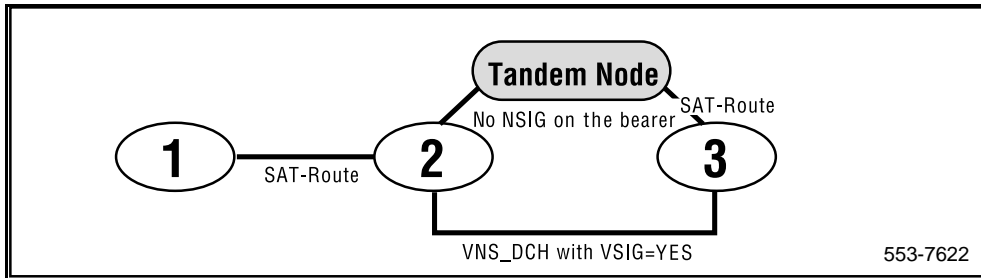 Tandem Node
SAT-Route
No NSIG on the bearer
1
2
3
SAT-Route
VNS_DCH with VSIG=YES
553-7622